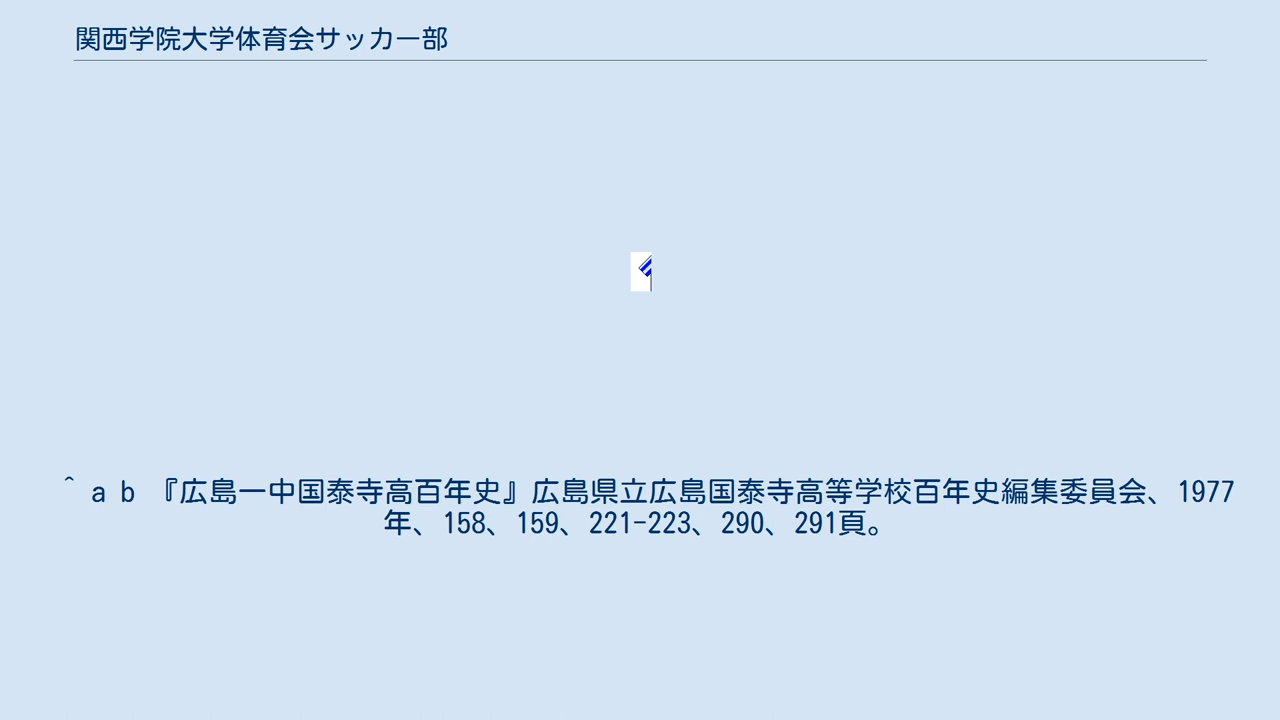 関西学院大学体育会サッカー部
^ a b 『広島一中国泰寺高百年史』広島県立広島国泰寺高等学校百年史編集委員会、1977
年、158、159、221-223、290、291頁。